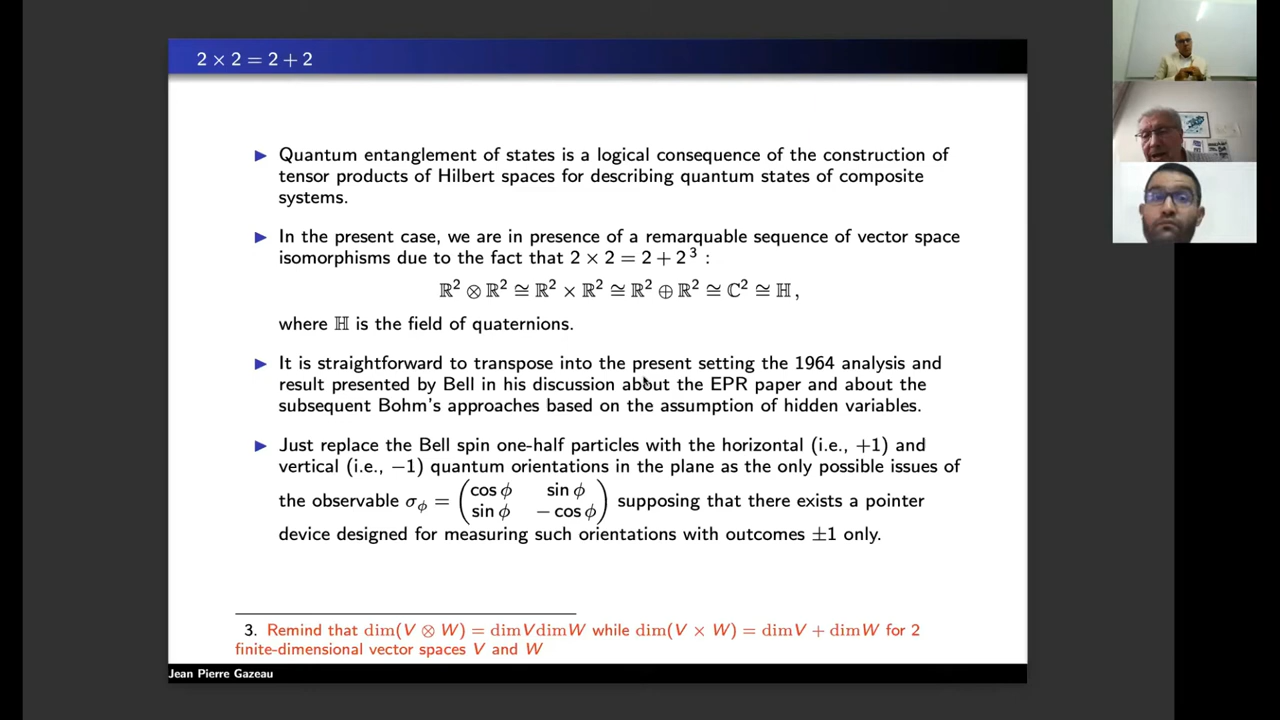 2 × 2 = 2 + 2
▶ Quantum entanglement of states is a logical consequence of the construction of
tensor products of Hilbert spaces for describing quantum states of composite
systems.
▶ In the present case, we are in presence of a remarquable sequence of vector space
isomorphisms due to the fact that 2 × 2 = 2 + 2³ :
ℝ² ⊗ ℝ² ≅ ℝ² × ℝ² ≅ ℝ² ⊕ ℝ² ≅ ℂ² ≅ ℍ ,
where ℍ is the field of quaternions.
▶ It is straightforward to transpose into the present setting the 1964 analysis and
result presented by Bell in his discussion about the EPR paper and about the
subsequent Bohm's approaches based on the assumption of hidden variables.
▶ Just replace the Bell spin one-half particles with the horizontal (i.e., +1) and
vertical (i.e., −1) quantum orientations in the plane as the only possible issues of
the observable σ_ϕ = (cos ϕ sin ϕ; sin ϕ − cos ϕ) supposing that there exists a pointer
device designed for measuring such orientations with outcomes ±1 only.
3. Remind that dim(V ⊗ W) = dimVdimW while dim(V × W) = dimV + dimW for 2
finite-dimensional vector spaces V and W
Jean Pierre Gazeau